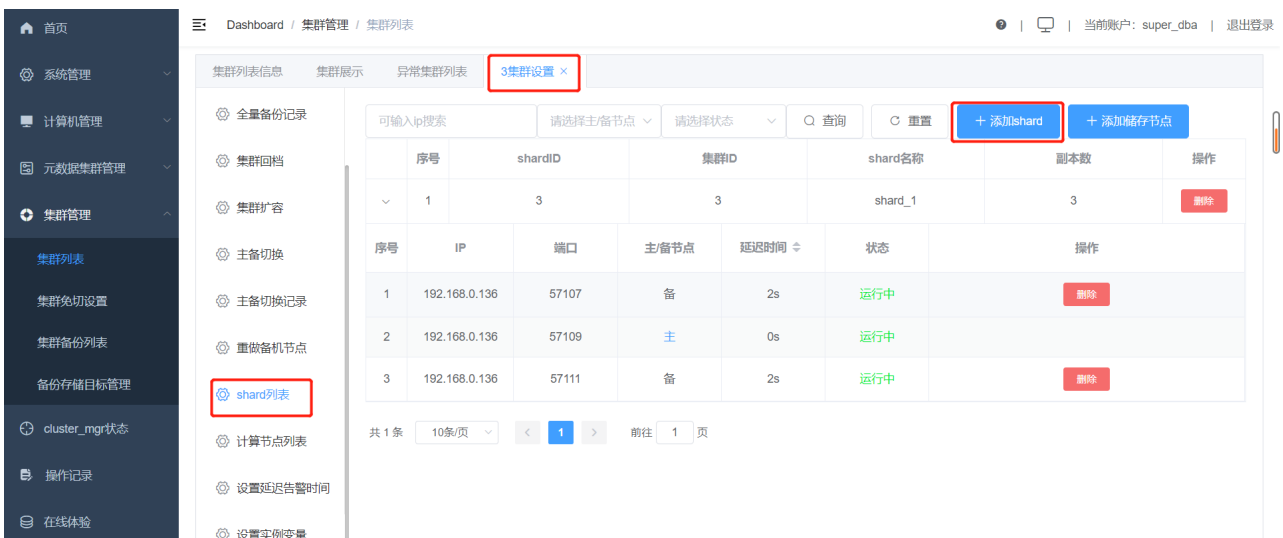 首页
系统管理
计算机管理
元数据集群管理
集群管理
集群列表
集群免切设置
集群备份列表
备份存储目标管理
cluster_mgr状态
操作记录
在线体验
Dashboard / 集群管理 / 集群列表
| | 当前账户: super_dba | 退出登录
集群列表信息 集群展示 异常集群列表 3集群设置 ×
全量备份记录
集群回档
集群扩容
主备切换
主备切换记录
重做备机节点
shard列表
计算节点列表
设置延迟告警时间
设置实例变量
可输入ip搜索 请选择主/备节点 请选择状态 查询 重置 + 添加shard + 添加储存节点
序号 shardID 集群ID shard名称 副本数 操作
1 3 3 shard_1 3 删除
序号 IP 端口 主/备节点 延迟时间 状态 操作
1 192.168.0.136 57107 备 2s 运行中 删除
2 192.168.0.136 57109 主 0s 运行中
3 192.168.0.136 57111 备 2s 运行中 删除
共 1 条 10条/页 < 1 > 前往 1 页